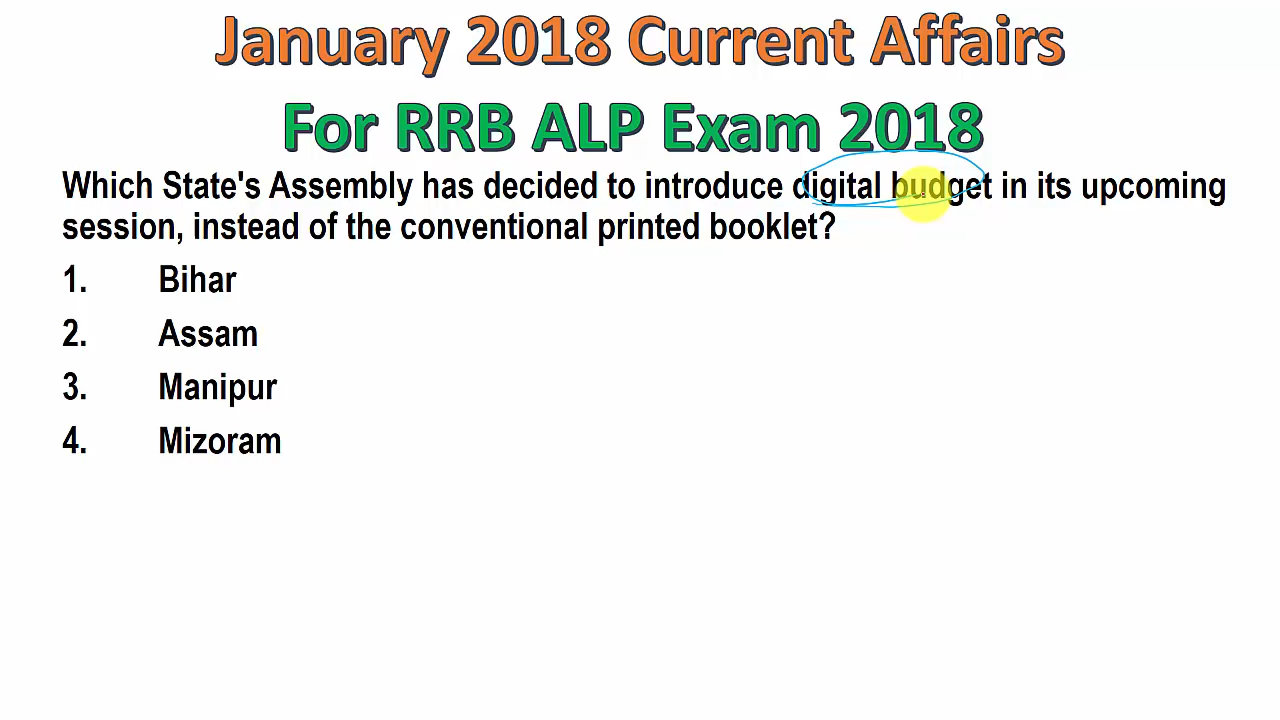 January 2018 Current Affairs
For RRB ALP Exam 2018
Which State's Assembly has decided to introduce digital budget in its upcoming
session, instead of the conventional printed booklet?
1. Bihar
2. Assam
3. Manipur
4. Mizoram